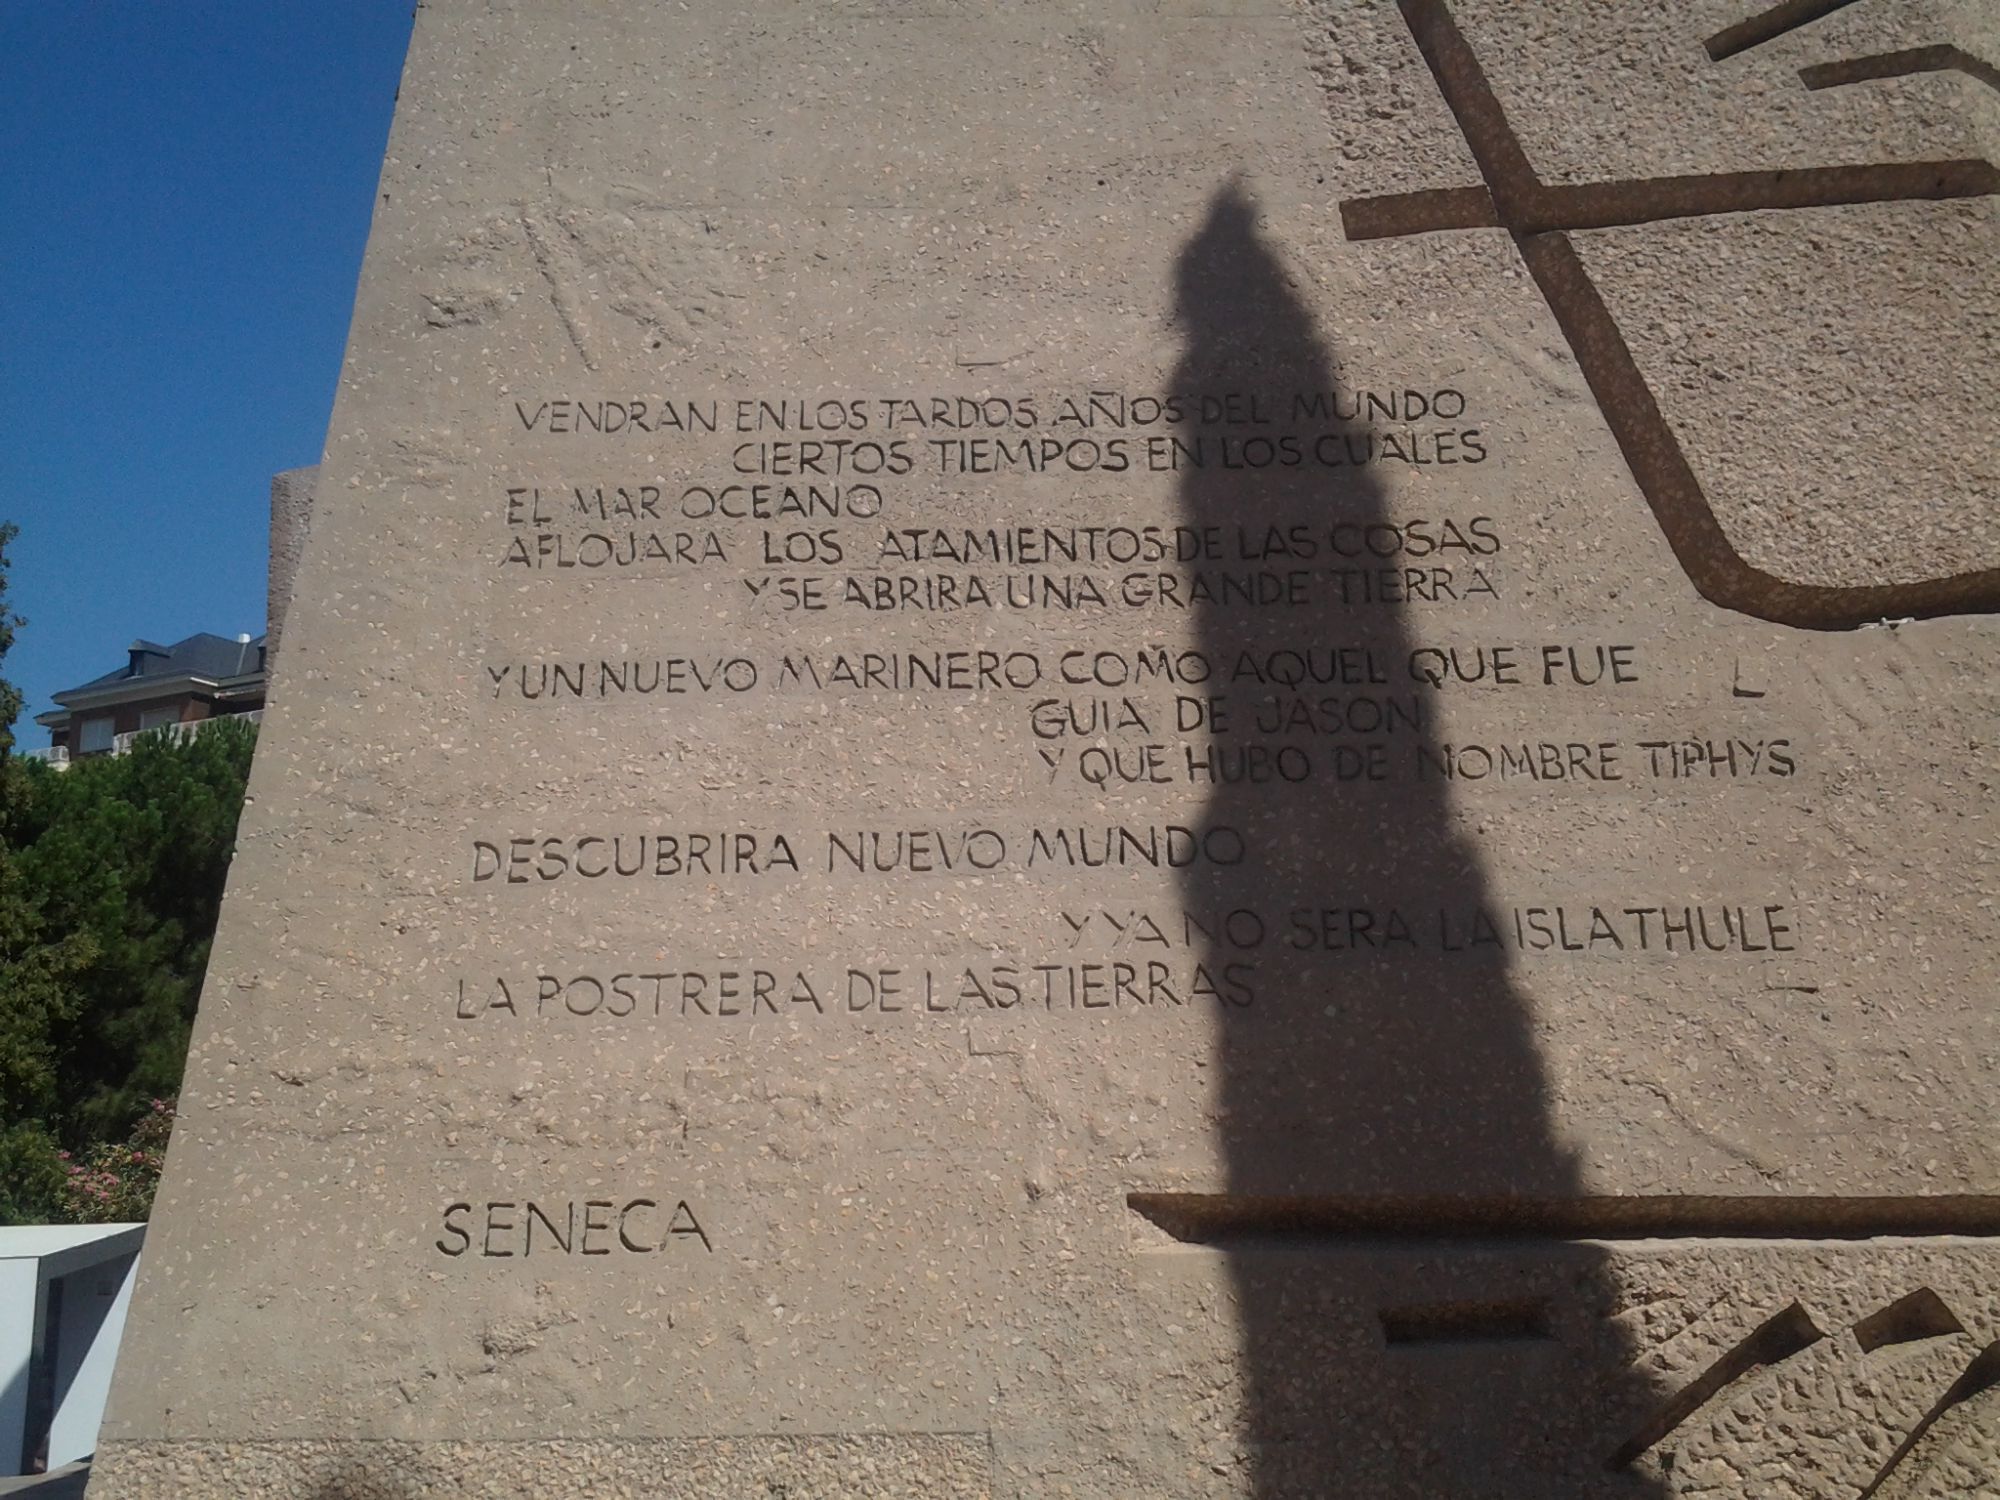 VENDRAN EN LOS TARDOS AÑOS DEL MUNDO
CIERTOS TIEMPOS EN LOS CUALES
EL MAR OCEANO
AFLOJARA LOS ATAMIENTOS DE LAS COSAS
Y SE ABRIRA UNA GRANDE TIERRA
Y UN NUEVO MARINERO COMO AQUEL QUE FUE
GUIA DE JASON
Y QUE HUBO DE NOMBRE TIPHYS
DESCUBRIRA NUEVO MUNDO
Y YA NO SERA LA ISLA THULE
LA POSTRERA DE LAS TIERRAS
SENECA